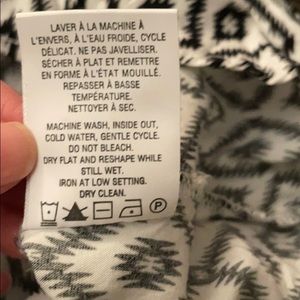 LAVER À LA MACHINE À
L'ENVERS, À L'EAU FROIDE, CYCLE
DÉLICAT. NE PAS JAVELLISER.
SÉCHER À PLAT ET REMETTRE
EN FORME À L'ÉTAT MOUILLÉ.
REPASSER À BASSE
TEMPÉRATURE.
NETTOYER À SEC.
MACHINE WASH, INSIDE OUT,
COLD WATER, GENTLE CYCLE.
DO NOT BLEACH.
DRY FLAT AND RESHAPE WHILE
STILL WET.
IRON AT LOW SETTING.
DRY CLEAN.
P